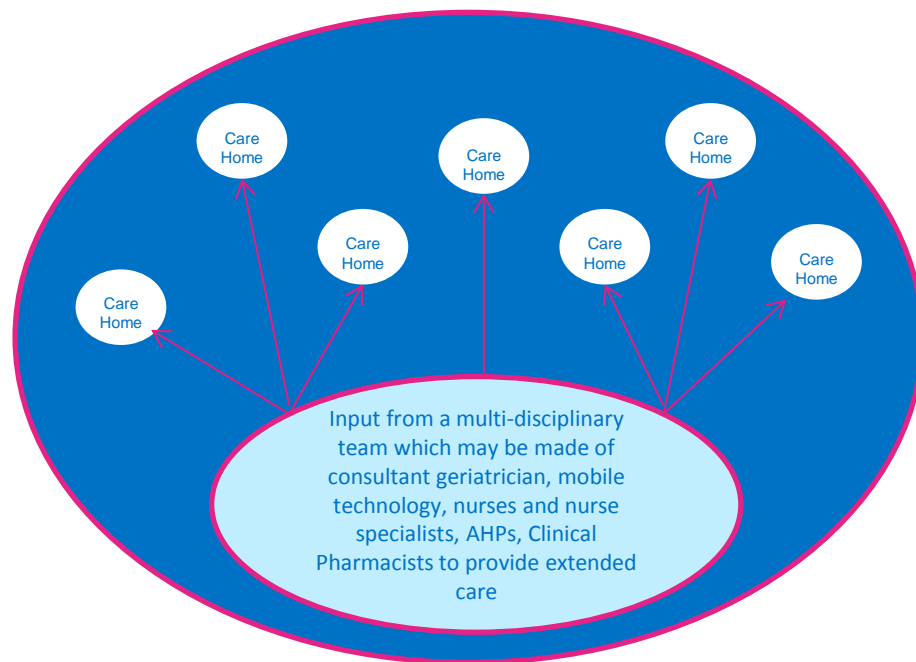 Care
Home
Care
Home
Care
Home
Care
Home
Care
Home
Care
Home
Care
Home
Input from a multi-disciplinary
team which may be made of
consultant geriatrician, mobile
technology, nurses and nurse
specialists, AHPs, Clinical
Pharmacists to provide extended
care